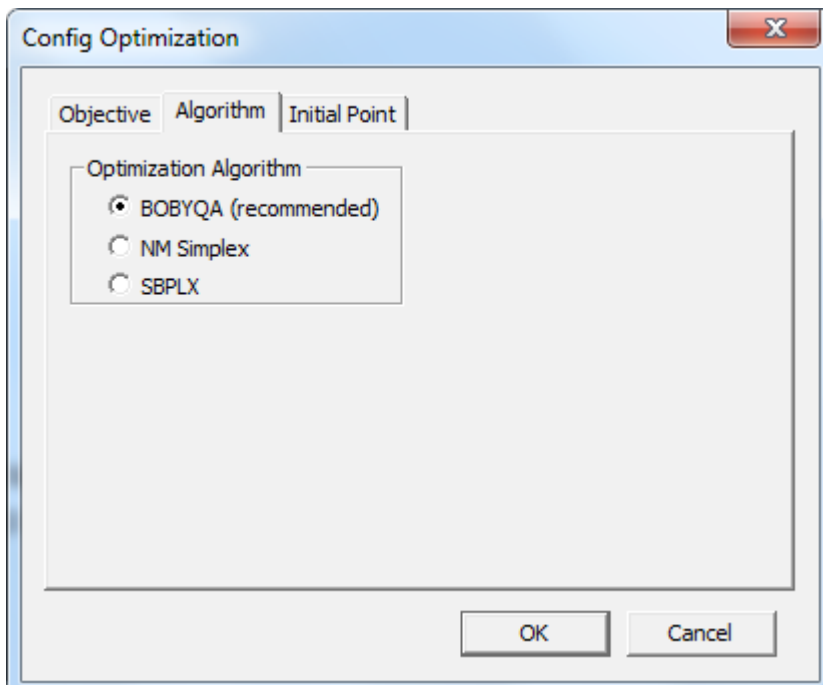 Config Optimization
Objective Algorithm Initial Point
Optimization Algorithm
BOBYQA (recommended)
NM Simplex
SBPLX
OK Cancel